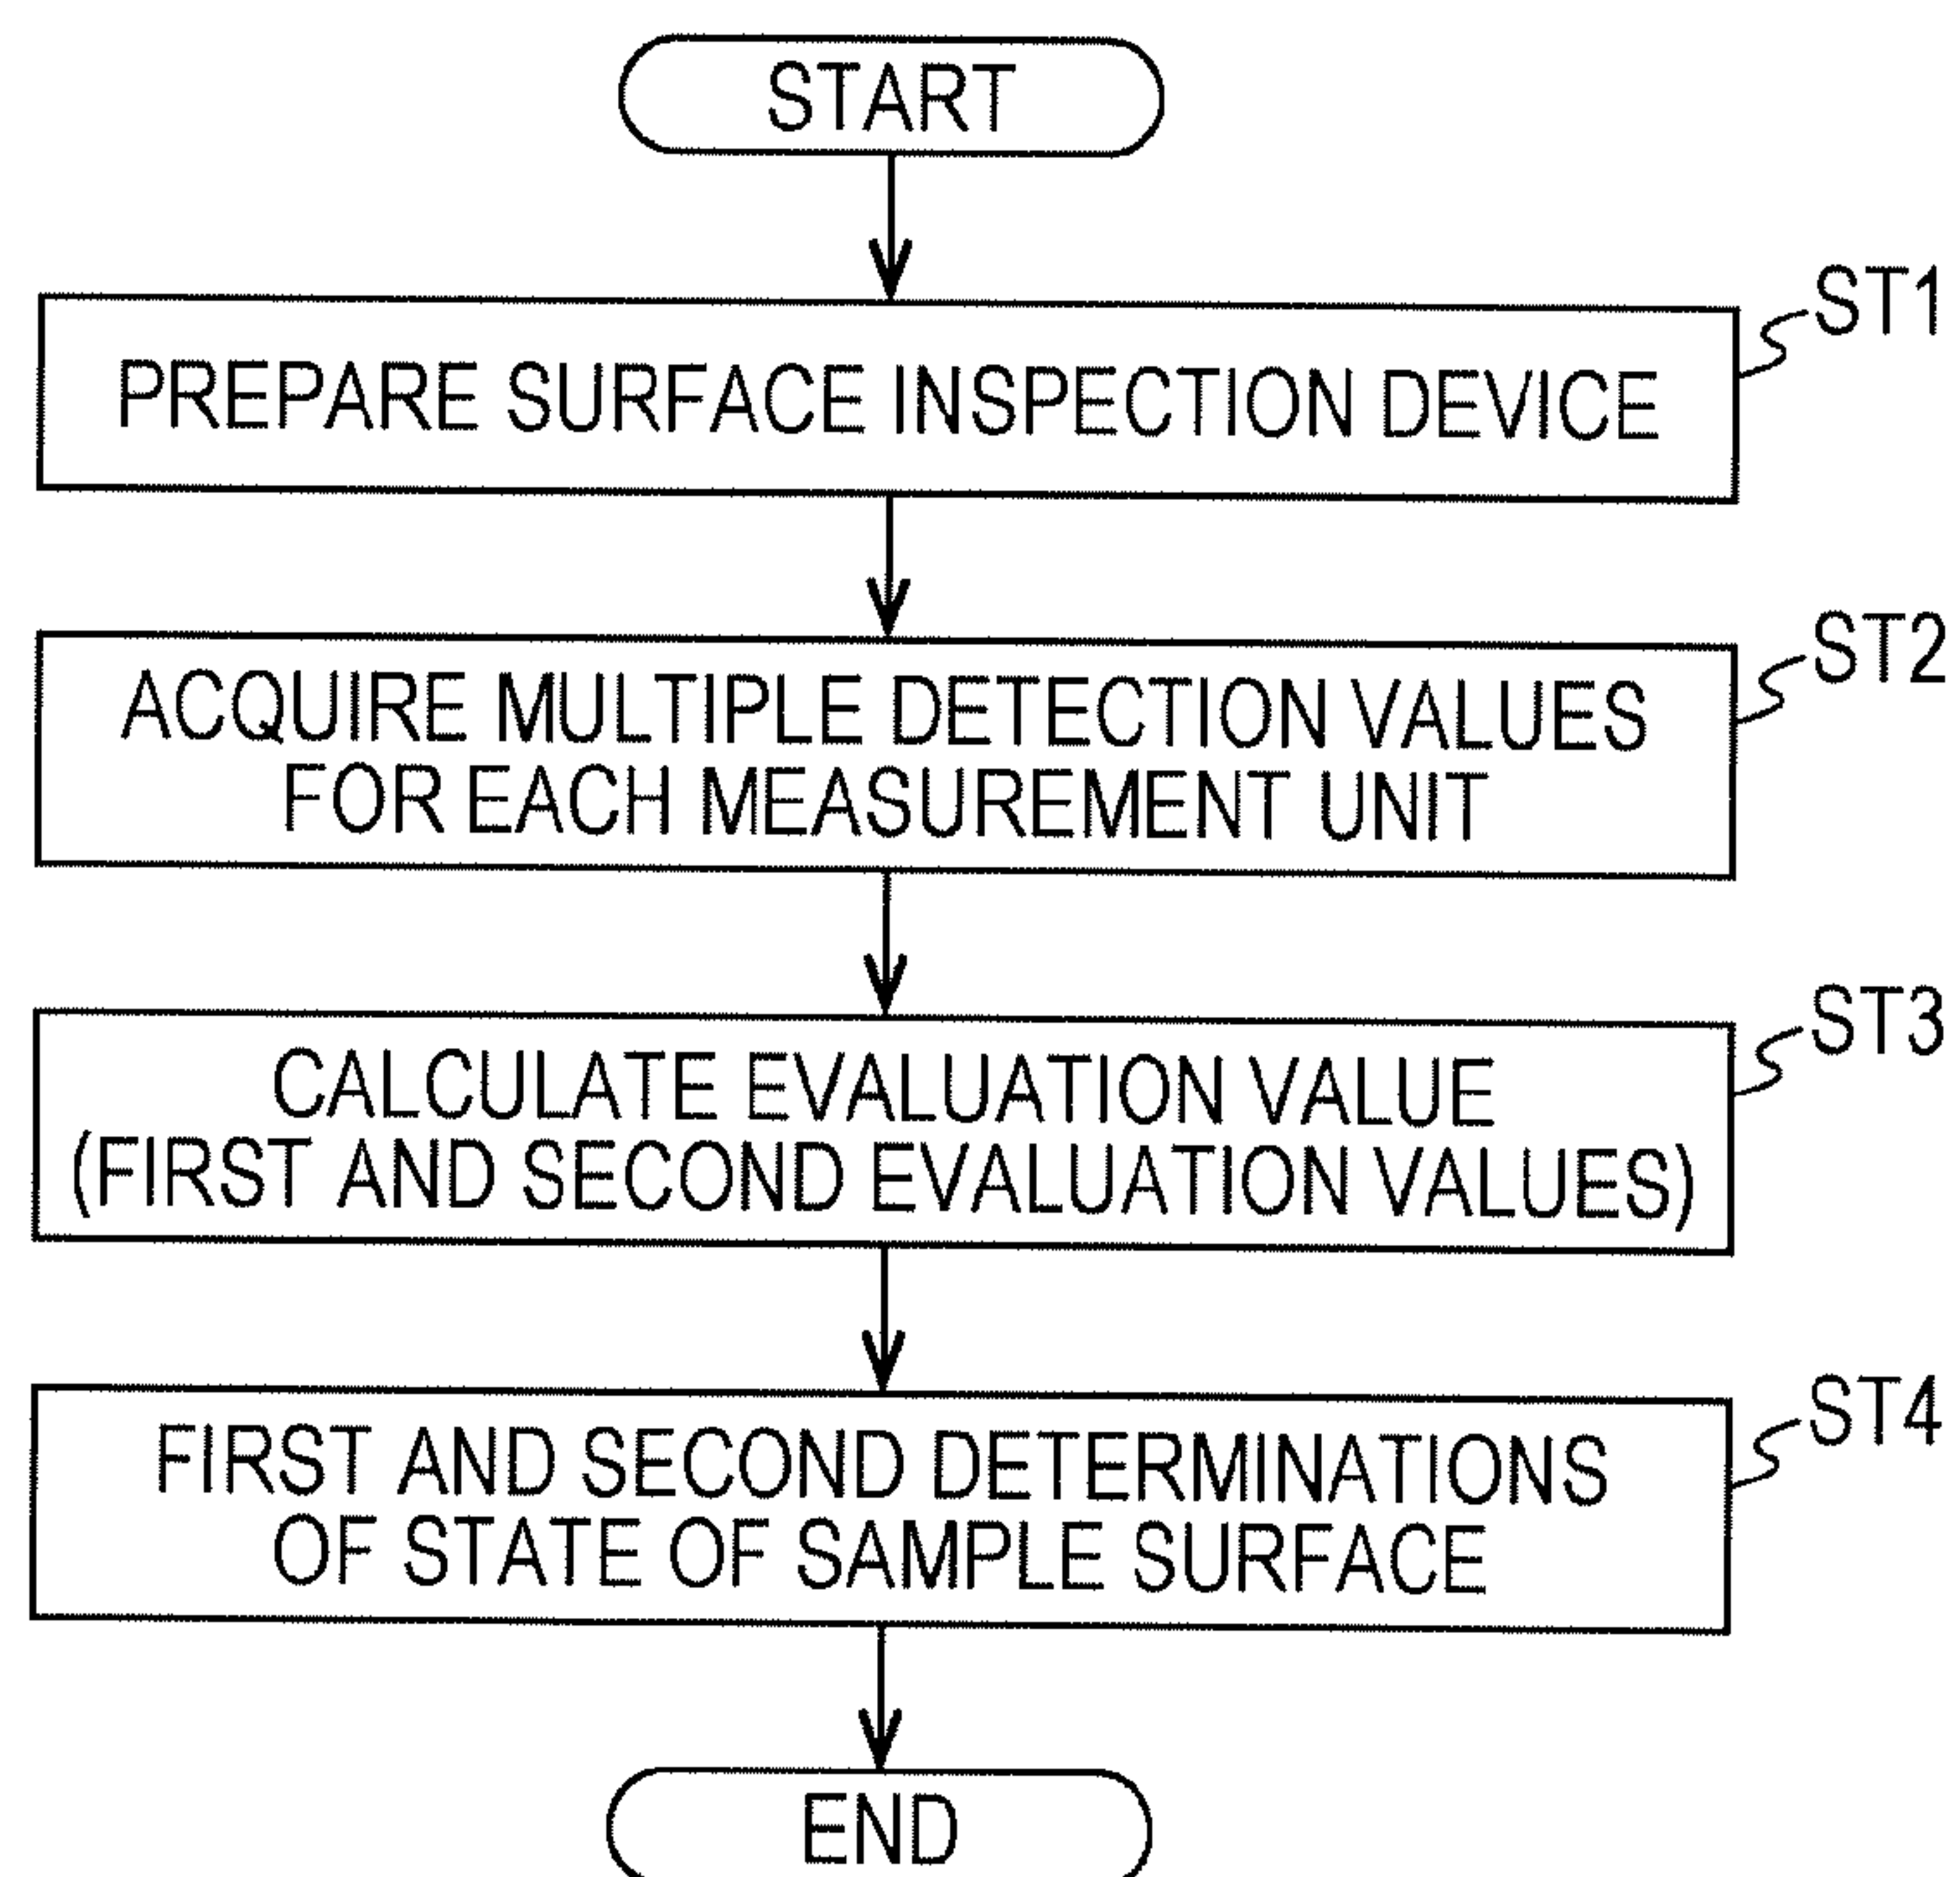 START
ST1
PREPARE SURFACE INSPECTION DEVICE
ST2
ACQUIRE MULTIPLE DETECTION VALUES
FOR EACH MEASUREMENT UNIT
ST3
CALCULATE EVALUATION VALUE
(FIRST AND SECOND EVALUATION VALUES)
ST4
FIRST AND SECOND DETERMINATIONS
OF STATE OF SAMPLE SURFACE
END